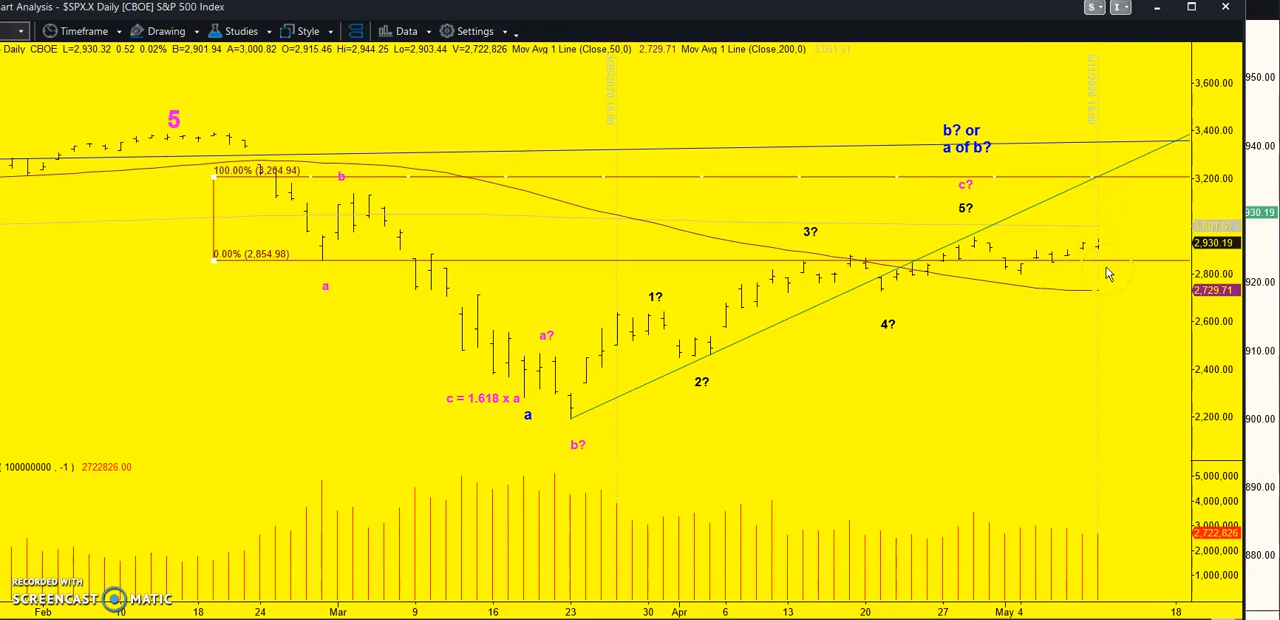 art Analysis - $SPX.X Daily [CBOE] S&P 500 Index
S
I
Timeframe
Drawing
Studies
Style
Data
Settings
- Daily CBOE L=2,930.32 0.52 0.02% B=2,901.94 A=3,000.82 O=2,915.46 Hi=2,944.25 Lo=2,903.44 V=2,722,826 Mov Avg 1 Line (Close,50,0) 2,729.71 Mov Avg 1 Line (Close,200,0)
5
b? or
a of b?
100.00% (3,204.94)
b
c?
5?
3?
0.00% (2,854.98)
a
1?
4?
a?
2?
c = 1.618 x a
a
b?
3,600.00
3,400.00
3,200.00
2,930.19
2,800.00
2,729.71
2,600.00
2,400.00
2,200.00
950.00
940.00
930.19
920.00
910.00
900.00
890.00
880.00
( 100000000 , -1 ) 2722826.00
5,000,000
4,000,000
3,000,000
2,722,826
2,000,000
1,000,000
RECORDED WITH
SCREENCAST MATIC
Feb 10 18 24 Mar 9 16 23 30 Apr 6 13 20 27 May 4 18